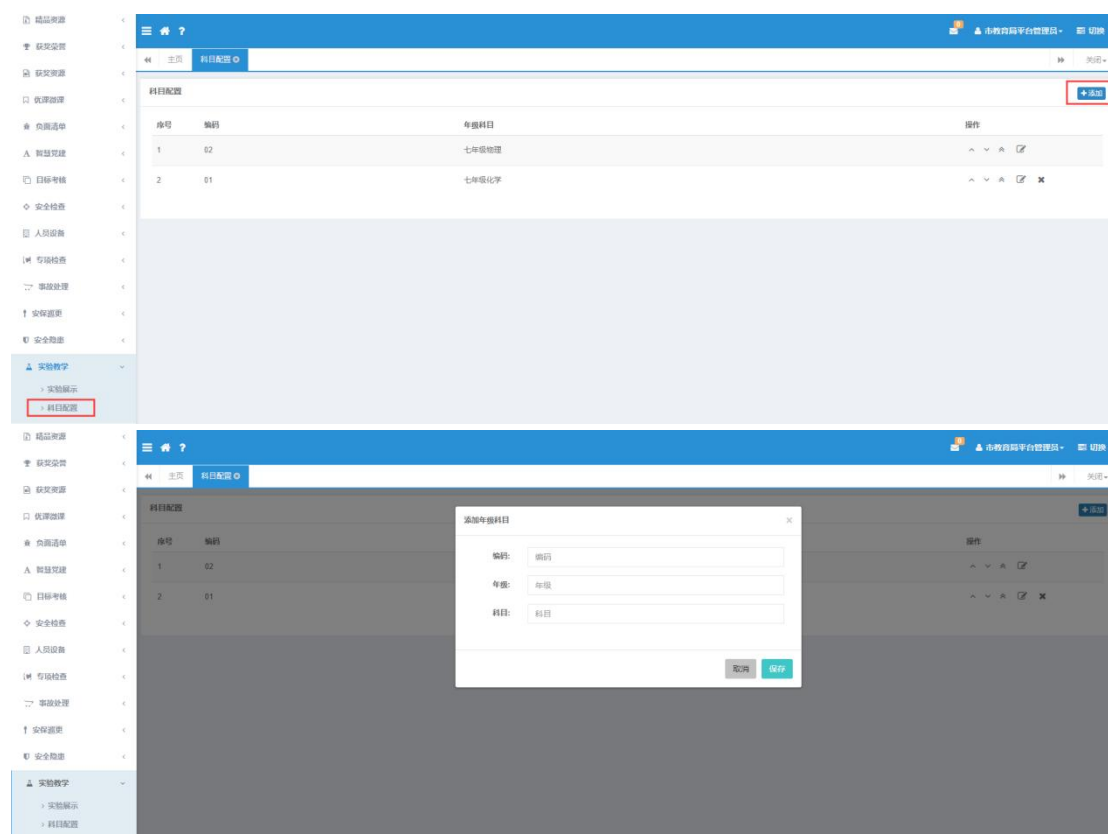 精品资源
获奖荣誉
获奖资源
优课微课
负面清单
智慧党建
目标考核
安全检查
人员设备
专项检查
事故处理
安保巡更
安全隐患
实验教学
实验展示
科目配置
0 市教育局平台管理员 切换
主页 科目配置 关闭
科目配置 +添加
序号 编码 年级科目 操作
1 02 七年级物理
2 01 七年级化学
精品资源
获奖荣誉
获奖资源
优课微课
负面清单
智慧党建
目标考核
安全检查
人员设备
专项检查
事故处理
安保巡更
安全隐患
实验教学
实验展示
科目配置
0 市教育局平台管理员 切换
主页 科目配置 关闭
科目配置 +添加
序号 编码 操作
1 02
2 01
添加年级科目 ×
编码: 编码
年级: 年级
科目: 科目
取消 保存